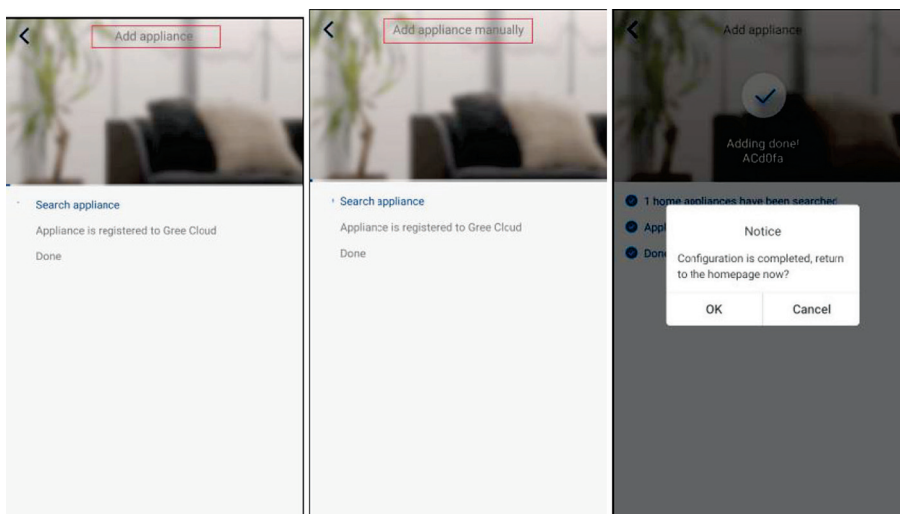 Add appliance
Search appliance
Appliance is registered to Gree Cloud
Done
Add appliance manually
Search appliance
Appliance is registered to Gree Cloud
Done
Add appliance
Adding done!
ACd0fa
1 home appliances have been searched
Appl
Done
Notice
Configuration is completed, return
to the homepage now?
OK
Cancel